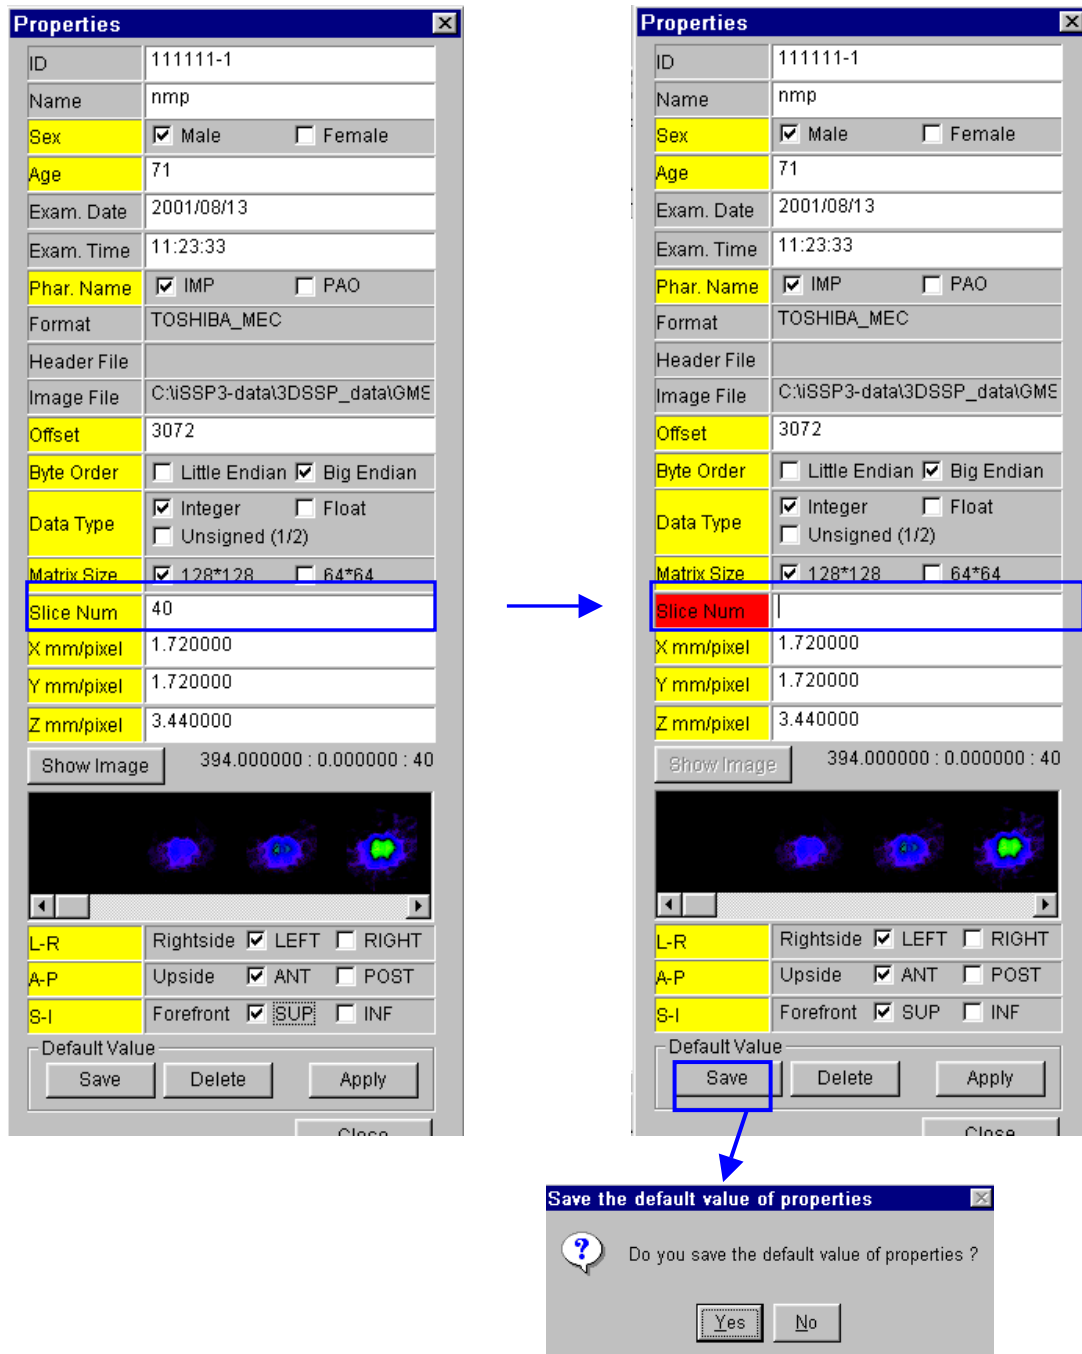 Properties
ID 111111-1
Name nmp
Sex Male Female
Age 71
Exam. Date 2001/08/13
Exam. Time 11:23:33
Phar. Name IMP PAO
Format TOSHIBA_MEC
Header File
Image File C:\iSSP3-data\3DSSP_data\GMS
Offset 3072
Byte Order Little Endian Big Endian
Data Type Integer Float
Unsigned (1/2)
Matrix Size 128*128 64*64
Slice Num 40
X mm/pixel 1.720000
Y mm/pixel 1.720000
Z mm/pixel 3.440000
Show Image 394.000000 : 0.000000 : 40
L-R Rightside LEFT RIGHT
A-P Upside ANT POST
S-I Forefront SUP INF
Default Value
Save Delete Apply
Close
Properties
ID 111111-1
Name nmp
Sex Male Female
Age 71
Exam. Date 2001/08/13
Exam. Time 11:23:33
Phar. Name IMP PAO
Format TOSHIBA_MEC
Header File
Image File C:\iSSP3-data\3DSSP_data\GMS
Offset 3072
Byte Order Little Endian Big Endian
Data Type Integer Float
Unsigned (1/2)
Matrix Size 128*128 64*64
Slice Num
X mm/pixel 1.720000
Y mm/pixel 1.720000
Z mm/pixel 3.440000
Show Image 394.000000 : 0.000000 : 40
L-R Rightside LEFT RIGHT
A-P Upside ANT POST
S-I Forefront SUP INF
Default Value
Save Delete Apply
Close
Save the default value of properties
Do you save the default value of properties ?
Yes No